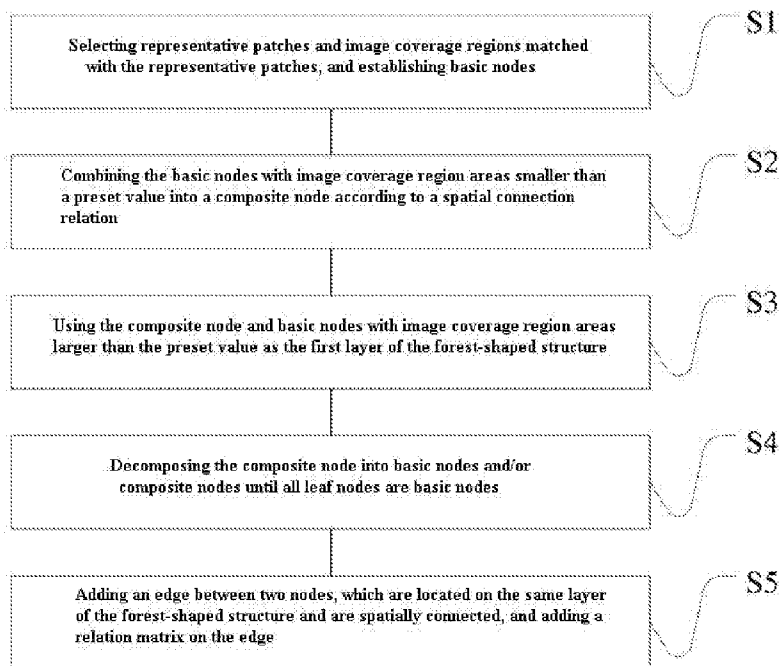 S1
Selecting representative patches and image coverage regions matched
with the representative patches, and establishing basic nodes
S2
Combining the basic nodes with image coverage region areas smaller than
a preset value into a composite node according to a spatial connection
relation
S3
Using the composite node and basic nodes with image coverage region areas
larger than the preset value as the first layer of the forest-shaped structure
S4
Decomposing the composite node into basic nodes and/or
composite nodes until all leaf nodes are basic nodes
S5
Adding an edge between two nodes, which are located on the same layer
of the forest-shaped structure and are spatially connected, and adding a
relation matrix on the edge